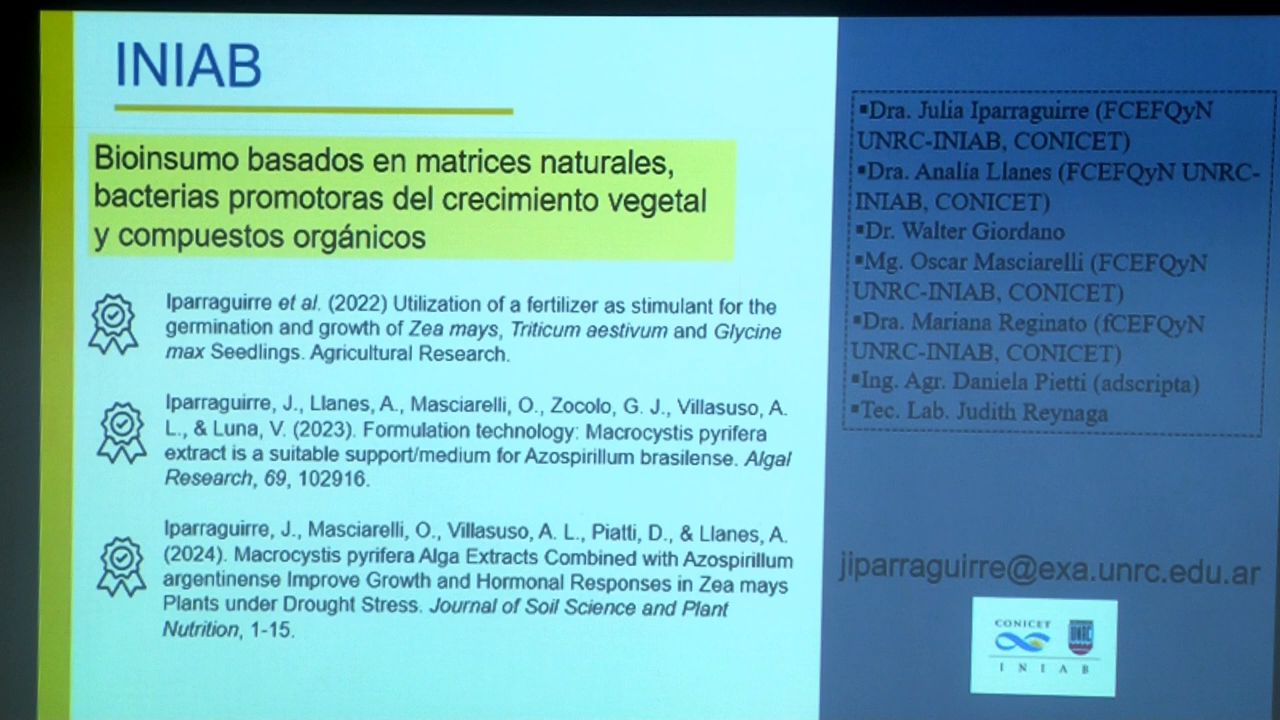 INIAB
Bioinsumo basados en matrices naturales,
bacterias promotoras del crecimiento vegetal
y compuestos orgánicos
Iparraguirre et al. (2022) Utilization of a fertilizer as stimulant for the
germination and growth of Zea mays, Triticum aestivum and Glycine
max Seedlings. Agricultural Research.
Iparraguirre, J., Llanes, A., Masciarelli, O., Zocolo, G. J., Villasuso, A.
L., & Luna, V. (2023). Formulation technology: Macrocystis pyrifera
extract is a suitable support/medium for Azospirillum brasilense. Algal
Research, 69, 102916.
Iparraguirre, J., Masciarelli, O., Villasuso, A. L., Piatti, D., & Llanes, A.
(2024). Macrocystis pyrifera Alga Extracts Combined with Azospirillum
argentinense Improve Growth and Hormonal Responses in Zea mays
Plants under Drought Stress. Journal of Soil Science and Plant
Nutrition, 1-15.
▪Dra. Julia Iparraguirre (FCEFQyN
UNRC-INIAB, CONICET)
▪Dra. Analía Llanes (FCEFQyN UNRC-
INIAB, CONICET)
▪Dr. Walter Giordano
▪Mg. Oscar Masciarelli (FCEFQyN
UNRC-INIAB, CONICET)
▪Dra. Mariana Reginato (fCEFQyN
UNRC-INIAB, CONICET)
▪Ing. Agr. Daniela Pietti (adscripta)
▪Tec. Lab. Judith Reynaga
jiparraguirre@exa.unrc.edu.ar
CONICET
UNRC
I N I A B